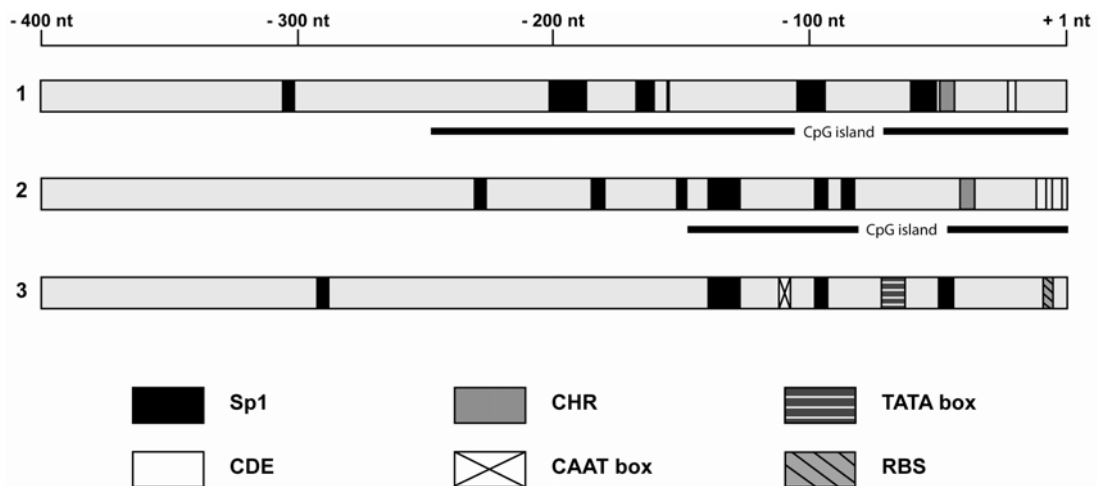 - 400 nt - 300 nt - 200 nt - 100 nt + 1 nt
1
CpG island
2
CpG island
3
Sp1 CHR TATA box
CDE CAAT box RBS